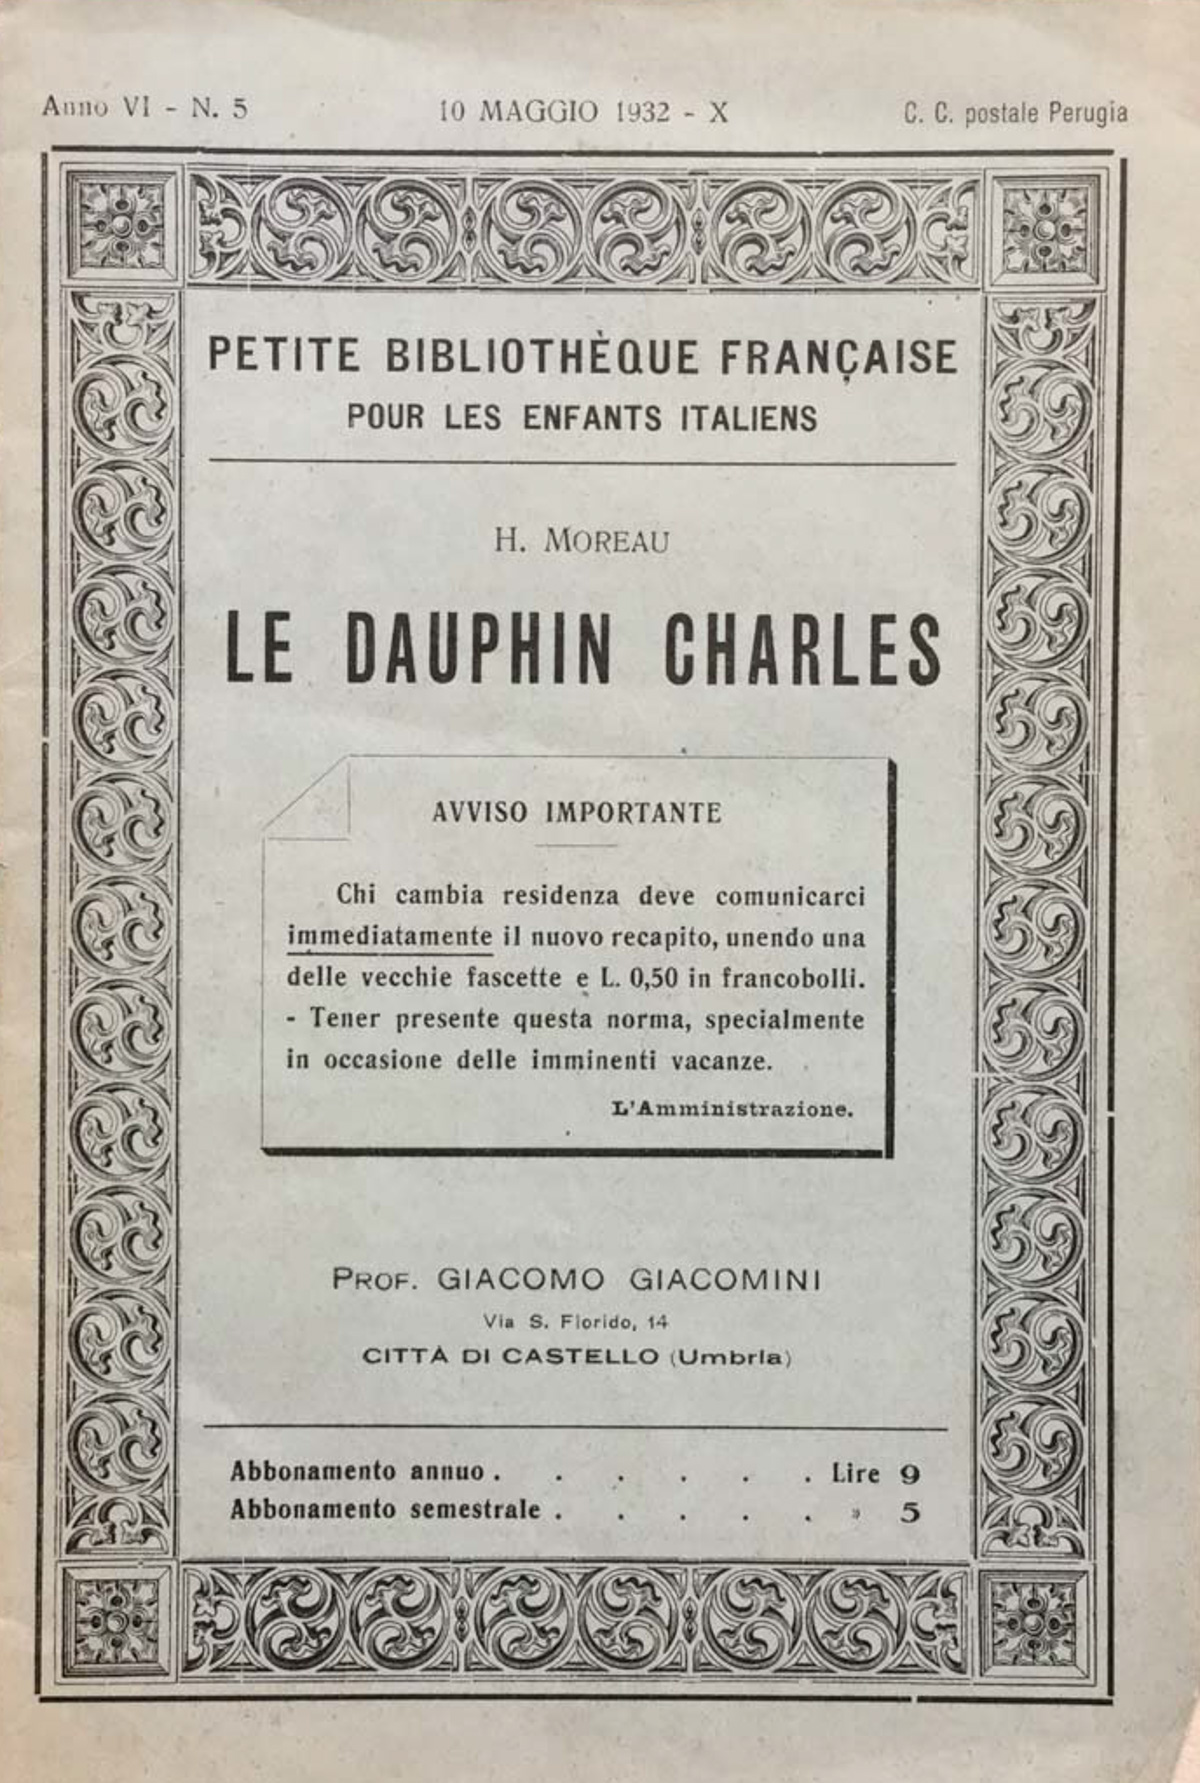 Anno VI - N. 5
10 MAGGIO 1932 - X
C. C. postale Perugia
PETITE BIBLIOTHÈQUE FRANÇAISE
POUR LES ENFANTS ITALIENS
H. MOREAU
LE DAUPHIN CHARLES
AVVISO IMPORTANTE
Chi cambia residenza deve comunicarci
immediatamente il nuovo recapito, unendo una
delle vecchie fascette e L. 0,50 in francobolli.
- Tener presente questa norma, specialmente
in occasione delle imminenti vacanze.
L'Amministrazione.
PROF. GIACOMO GIACOMINI
Via S. Florido, 14
CITTÀ DI CASTELLO (Umbria)
Abbonamento annuo . . . . . . Lire 9
Abbonamento semestrale . . . . . » 5